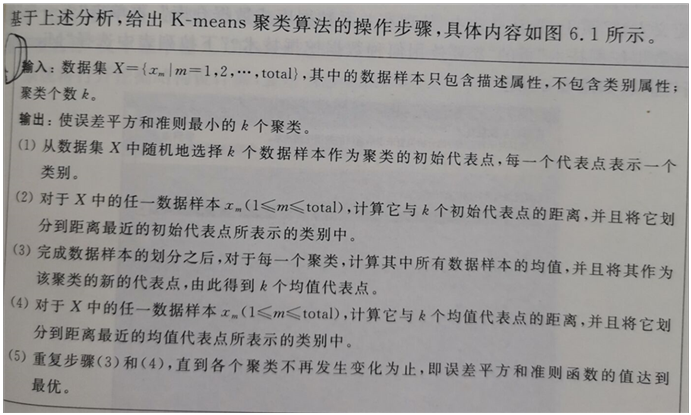 基于上述分析,给出 K-means 聚类算法的操作步骤,具体内容如图 6.1 所示。
输入:数据集 X={xₘ|m=1,2,…,total},其中的数据样本只包含描述属性,不包含类别属性;
聚类个数 k。
输出:使误差平方和准则最小的 k 个聚类。
(1) 从数据集 X 中随机地选择 k 个数据样本作为聚类的初始代表点,每一个代表点表示一个
类别。
(2) 对于 X 中的任一数据样本 xₘ(1≤m≤total),计算它与 k 个初始代表点的距离,并且将它划
分到距离最近的初始代表点所表示的类别中。
(3) 完成数据样本的划分之后,对于每一个聚类,计算其中所有数据样本的均值,并且将其作为
该聚类的新的代表点,由此得到 k 个均值代表点。
(4) 对于 X 中的任一数据样本 xₘ(1≤m≤total),计算它与 k 个均值代表点的距离,并且将它划
分到距离最近的均值代表点所表示的类别中。
(5) 重复步骤(3)和(4),直到各个聚类不再发生变化为止,即误差平方和准则函数的值达到
最优。